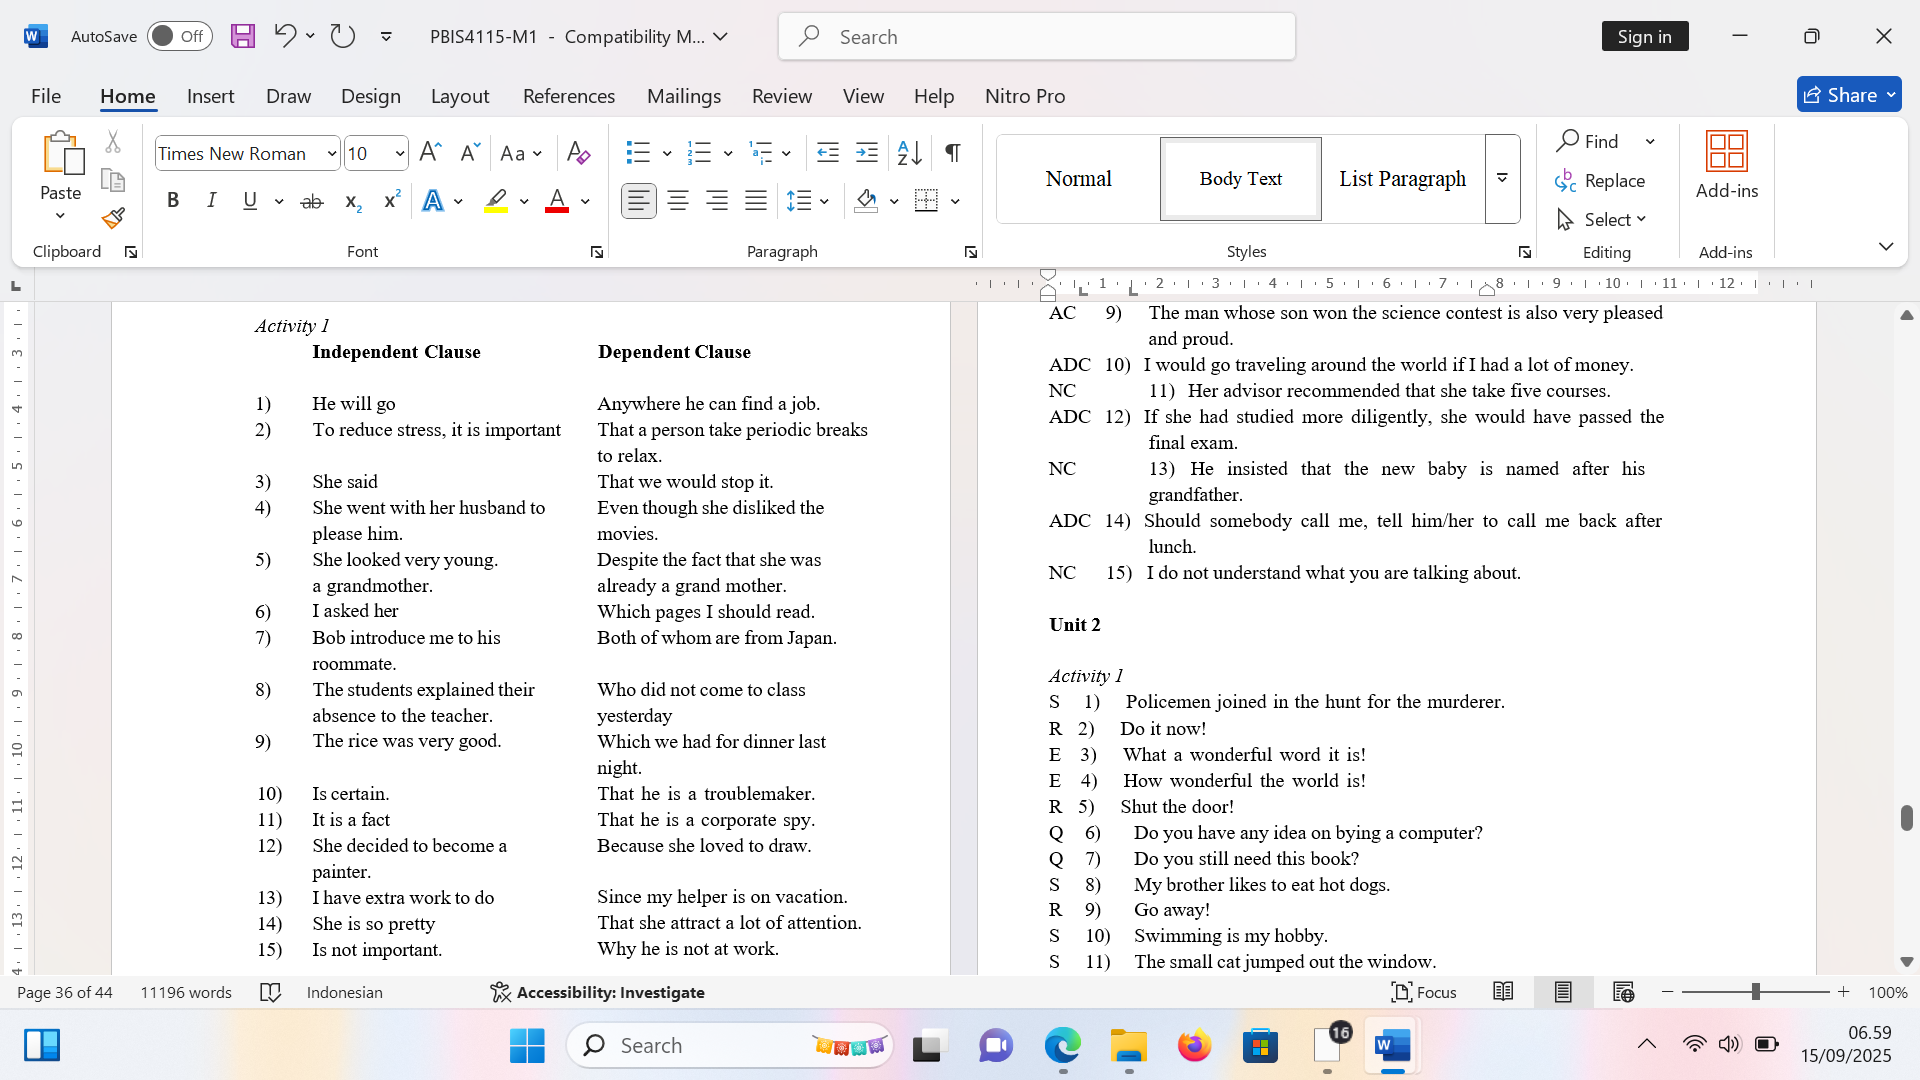 AutoSave Off PBIS4115-M1 - Compatibility M... Search Sign in
File Home Insert Draw Design Layout References Mailings Review View Help Nitro Pro Share
Paste
Clipboard
Times New Roman 10
Font
Paragraph
Normal Body Text List Paragraph
Styles
Find
Replace
Select
Editing
Add-ins
Add-ins
1 2 3 4 5 6 7 8 9 10 11 12
Activity 1
Independent Clause Dependent Clause
1) He will go Anywhere he can find a job.
2) To reduce stress, it is important That a person take periodic breaks
to relax.
3) She said That we would stop it.
4) She went with her husband to Even though she disliked the
please him. movies.
5) She looked very young. Despite the fact that she was
a grandmother. already a grand mother.
6) I asked her Which pages I should read.
7) Bob introduce me to his Both of whom are from Japan.
roommate.
8) The students explained their Who did not come to class
absence to the teacher. yesterday
9) The rice was very good. Which we had for dinner last
night.
10) Is certain. That he is a troublemaker.
11) It is a fact That he is a corporate spy.
12) She decided to become a Because she loved to draw.
painter.
13) I have extra work to do Since my helper is on vacation.
14) She is so pretty That she attract a lot of attention.
15) Is not important. Why he is not at work.
AC 9) The man whose son won the science contest is also very pleased
and proud.
ADC 10) I would go traveling around the world if I had a lot of money.
NC 11) Her advisor recommended that she take five courses.
ADC 12) If she had studied more diligently, she would have passed the
final exam.
NC 13) He insisted that the new baby is named after his
grandfather.
ADC 14) Should somebody call me, tell him/her to call me back after
lunch.
NC 15) I do not understand what you are talking about.
Unit 2
Activity 1
S 1) Policemen joined in the hunt for the murderer.
R 2) Do it now!
E 3) What a wonderful word it is!
E 4) How wonderful the world is!
R 5) Shut the door!
Q 6) Do you have any idea on bying a computer?
Q 7) Do you still need this book?
S 8) My brother likes to eat hot dogs.
R 9) Go away!
S 10) Swimming is my hobby.
S 11) The small cat jumped out the window.
Page 36 of 44 11196 words Indonesian Accessibility: Investigate Focus 100%
Search 16 06.59
15/09/2025